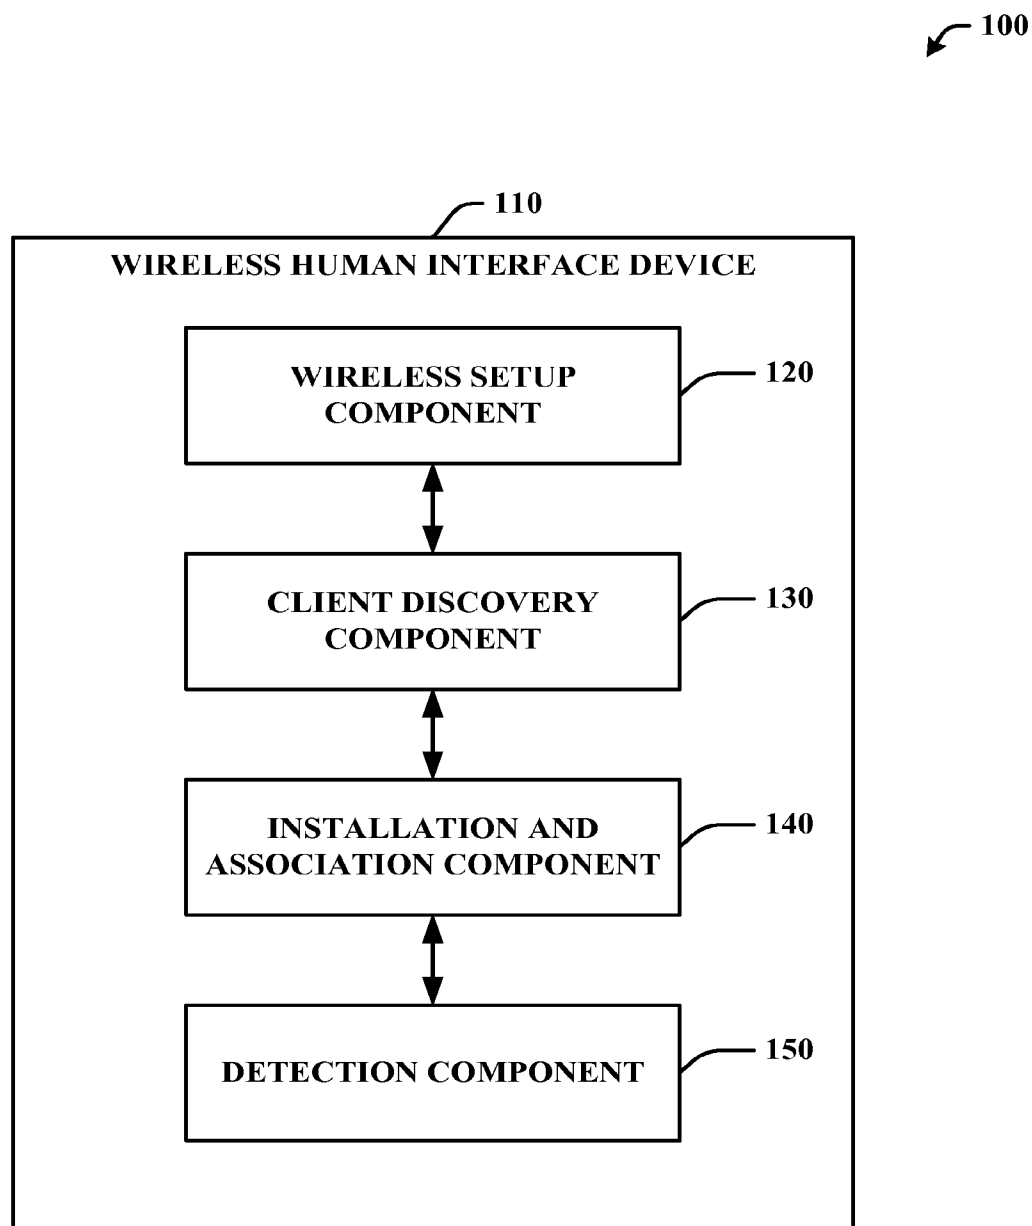 100
110
WIRELESS HUMAN INTERFACE DEVICE
WIRELESS SETUP
COMPONENT
120
CLIENT DISCOVERY
COMPONENT
130
INSTALLATION AND
ASSOCIATION COMPONENT
140
DETECTION COMPONENT
150